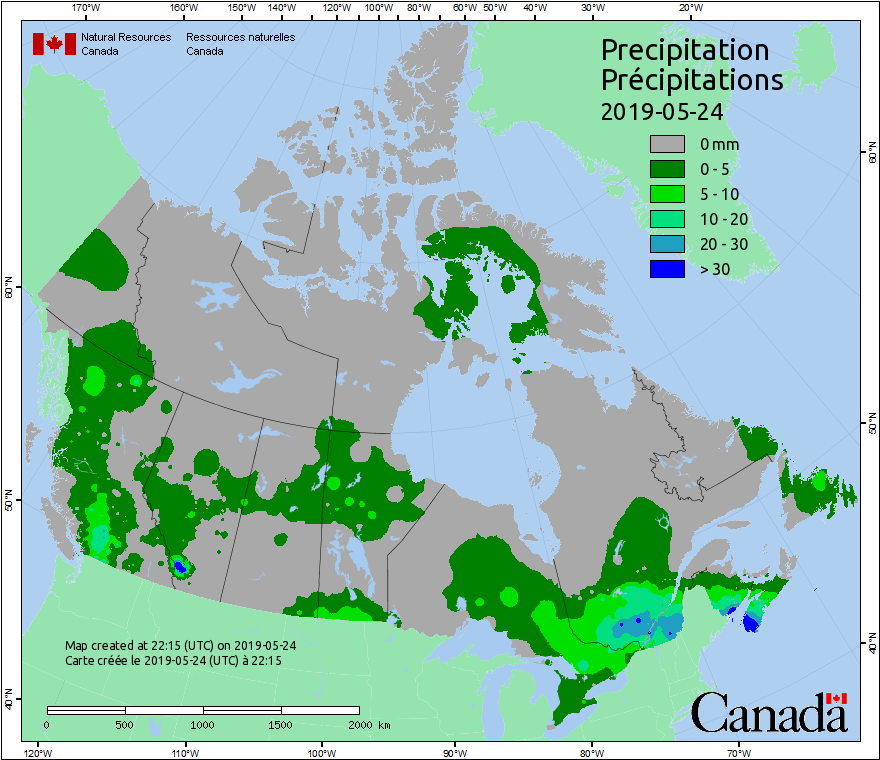 170°W 160°W 150°W 140°W 130°W 120°W 110°W 100°W 90°W 80°W 60°W 50°W 40°W 30°W 20°W
Natural Resources Ressources naturelles
Canada Canada
Precipitation
Précipitations
2019-05-24
0 mm
0 - 5
5 - 10
10 - 20
20 - 30
> 30
60°N
50°N
40°N
60°N
50°N
40°N
Map created at 22:15 (UTC) on 2019-05-24
Carte créée le 2019-05-24 (UTC) à 22:15
0 500 1000 1500 2000 km
Canada
120°W 110°W 100°W 90°W 80°W 70°W